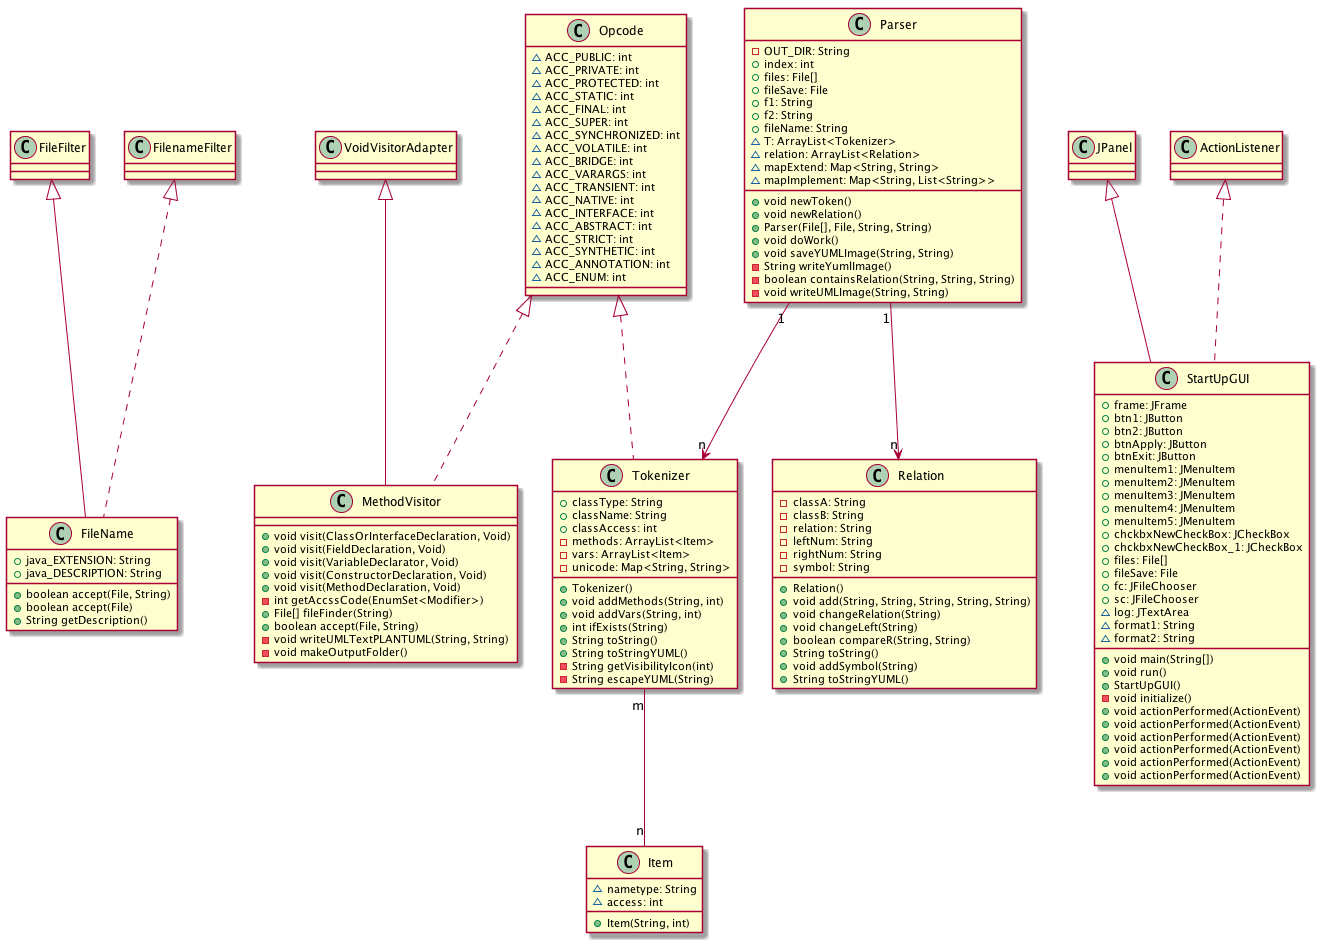 C Opcode
ACC_PUBLIC: int
ACC_PRIVATE: int
ACC_PROTECTED: int
ACC_STATIC: int
ACC_FINAL: int
ACC_SUPER: int
ACC_SYNCHRONIZED: int
ACC_VOLATILE: int
ACC_BRIDGE: int
ACC_VARARGS: int
ACC_TRANSIENT: int
ACC_NATIVE: int
ACC_INTERFACE: int
ACC_ABSTRACT: int
ACC_STRICT: int
ACC_SYNTHETIC: int
ACC_ANNOTATION: int
ACC_ENUM: int
C Parser
OUT_DIR: String
index: int
files: File[]
fileSave: File
f1: String
f2: String
fileName: String
T: ArrayList<Tokenizer>
relation: ArrayList<Relation>
mapExtend: Map<String, String>
mapImplement: Map<String, List<String>>
void newToken()
void newRelation()
Parser(File[], File, String, String)
void doWork()
void saveYUMLImage(String, String)
String writeYumlImage()
boolean containsRelation(String, String, String)
void writeUMLImage(String, String)
C FileFilter
C FilenameFilter
C VoidVisitorAdapter
C JPanel
C ActionListener
1
1
n
n
C StartUpGUI
frame: JFrame
btn1: JButton
btn2: JButton
btnApply: JButton
btnExit: JButton
menuItem1: JMenuItem
menuItem2: JMenuItem
menuItem3: JMenuItem
menuItem4: JMenuItem
menuItem5: JMenuItem
chckbxNewCheckBox: JCheckBox
chckbxNewCheckBox_1: JCheckBox
files: File[]
fileSave: File
fc: JFileChooser
sc: JFileChooser
log: JTextArea
format1: String
format2: String
void main(String[])
void run()
StartUpGUI()
void initialize()
void actionPerformed(ActionEvent)
void actionPerformed(ActionEvent)
void actionPerformed(ActionEvent)
void actionPerformed(ActionEvent)
void actionPerformed(ActionEvent)
void actionPerformed(ActionEvent)
C FileName
java_EXTENSION: String
java_DESCRIPTION: String
boolean accept(File, String)
boolean accept(File)
String getDescription()
C MethodVisitor
void visit(ClassOrInterfaceDeclaration, Void)
void visit(FieldDeclaration, Void)
void visit(VariableDeclarator, Void)
void visit(ConstructorDeclaration, Void)
void visit(MethodDeclaration, Void)
int getAccssCode(EnumSet<Modifier>)
File[] fileFinder(String)
boolean accept(File, String)
void writeUMLTextPLANTUML(String, String)
void makeOutputFolder()
C Tokenizer
classType: String
className: String
classAccess: int
methods: ArrayList<Item>
vars: ArrayList<Item>
unicode: Map<String, String>
Tokenizer()
void addMethods(String, int)
void addVars(String, int)
int ifExists(String)
String toString()
String toStringYUML()
String getVisibilityIcon(int)
String escapeYUML(String)
C Relation
classA: String
classB: String
relation: String
leftNum: String
rightNum: String
symbol: String
Relation()
void add(String, String, String, String, String)
void changeRelation(String)
void changeLeft(String)
boolean compareR(String, String)
String toString()
void addSymbol(String)
String toStringYUML()
m
n
C Item
nametype: String
access: int
Item(String, int)